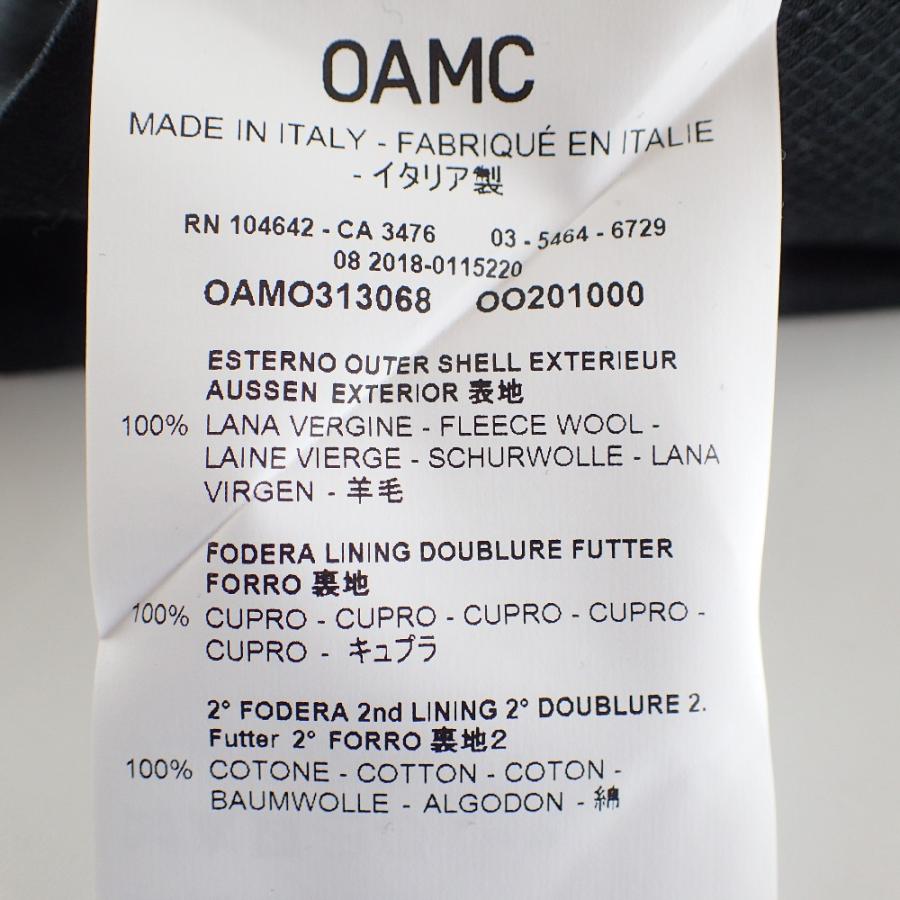 OAMC
MADE IN ITALY - FABRIQUÉ EN ITALIE
- イタリア製
RN 104642 - CA 3476 03 - 5464 - 6729
08 2018-0115220
OAMO313068 OO201000
ESTERNO OUTER SHELL EXTERIEUR
AUSSEN EXTERIOR 表地
100% LANA VERGINE - FLEECE WOOL -
LAINE VIERGE - SCHURWOLLE - LANA
VIRGEN - 羊毛
FODERA LINING DOUBLURE FUTTER
FORRO 裏地
100% CUPRO - CUPRO - CUPRO - CUPRO -
CUPRO - キュプラ
2° FODERA 2nd LINING 2° DOUBLURE 2.
Futter 2° FORRO 裏地2
100% COTONE - COTTON - COTON -
BAUMWOLLE - ALGODON - 綿